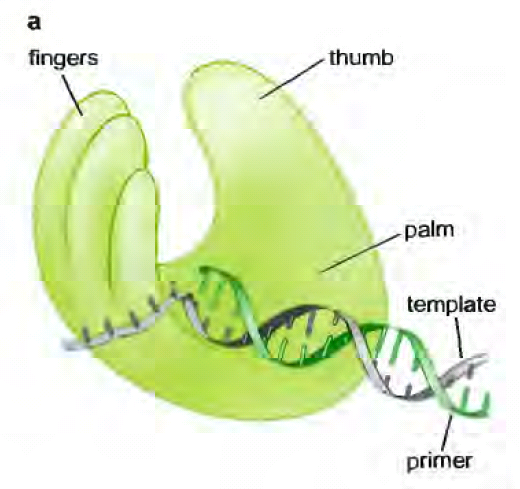 a
fingers
thumb
palm
template
primer